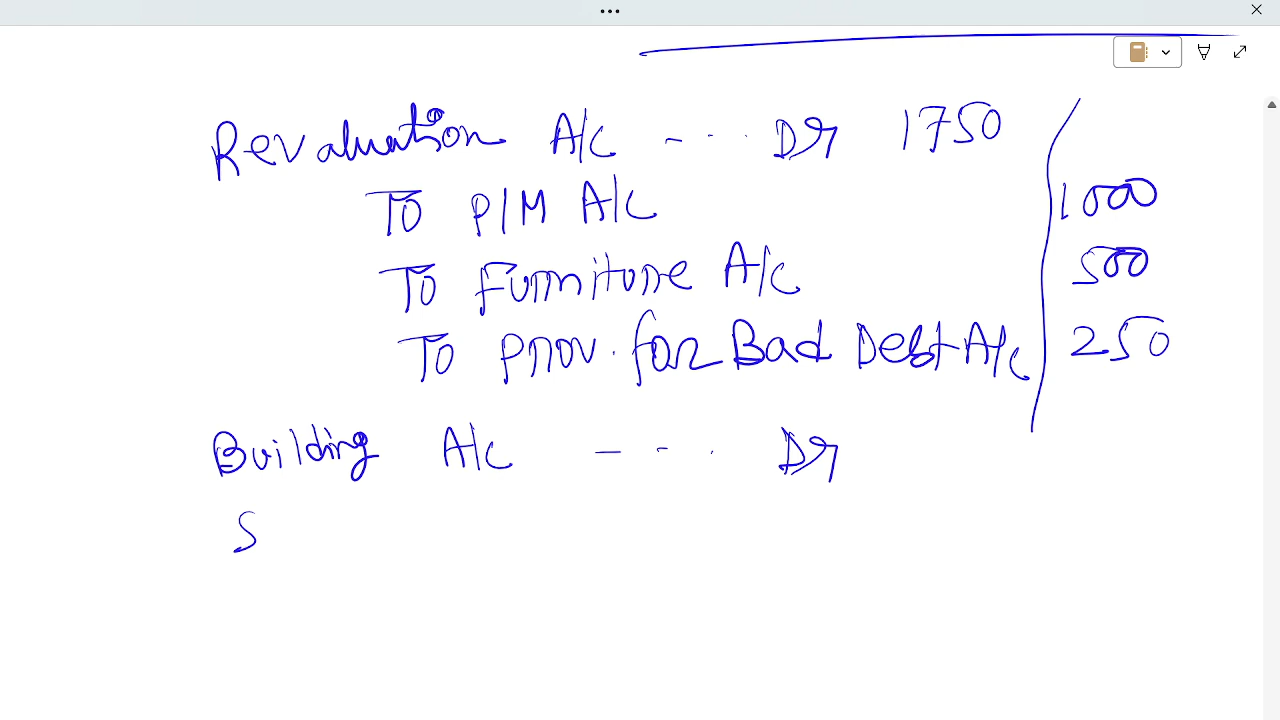 Revaluation A/c - - - Dr 1750
To P/M A/c 1000
To Furniture A/c 500
To Prov. for Bad Debt A/c 250
Building A/c - - - Dr
S